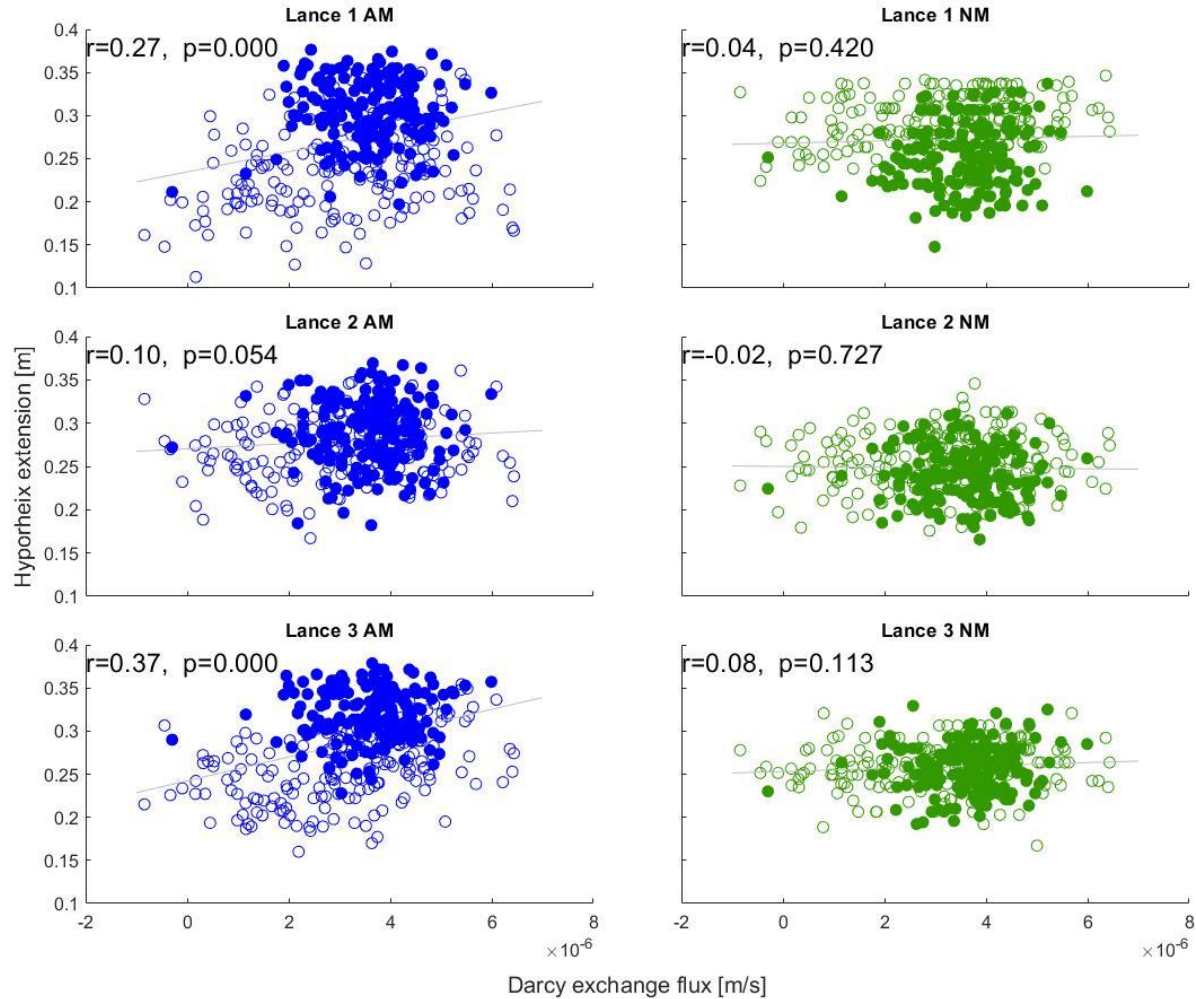 Lance 1 AM
r=0.27, p=0.000
0.4
0.35
0.3
0.25
0.2
0.15
0.1
Lance 1 NM
r=0.04, p=0.420
Lance 2 AM
r=0.10, p=0.054
0.4
0.35
0.3
0.25
0.2
0.15
0.1
Lance 2 NM
r=-0.02, p=0.727
Hyporheix extension [m]
Lance 3 AM
r=0.37, p=0.000
0.4
0.35
0.3
0.25
0.2
0.15
0.1
-2 0 2 4 6 8
×10-6
Lance 3 NM
r=0.08, p=0.113
-2 0 2 4 6 8
×10-6
Darcy exchange flux [m/s]